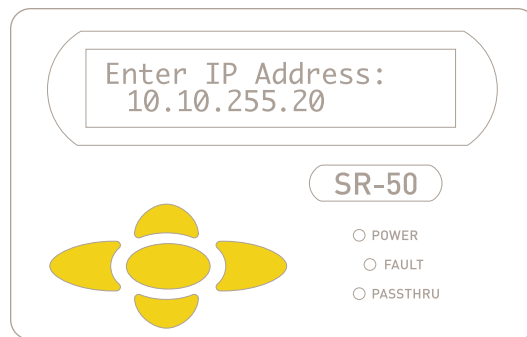 Enter IP Address:
10.10.255.20
SR-50
POWER
FAULT
PASSTHRU